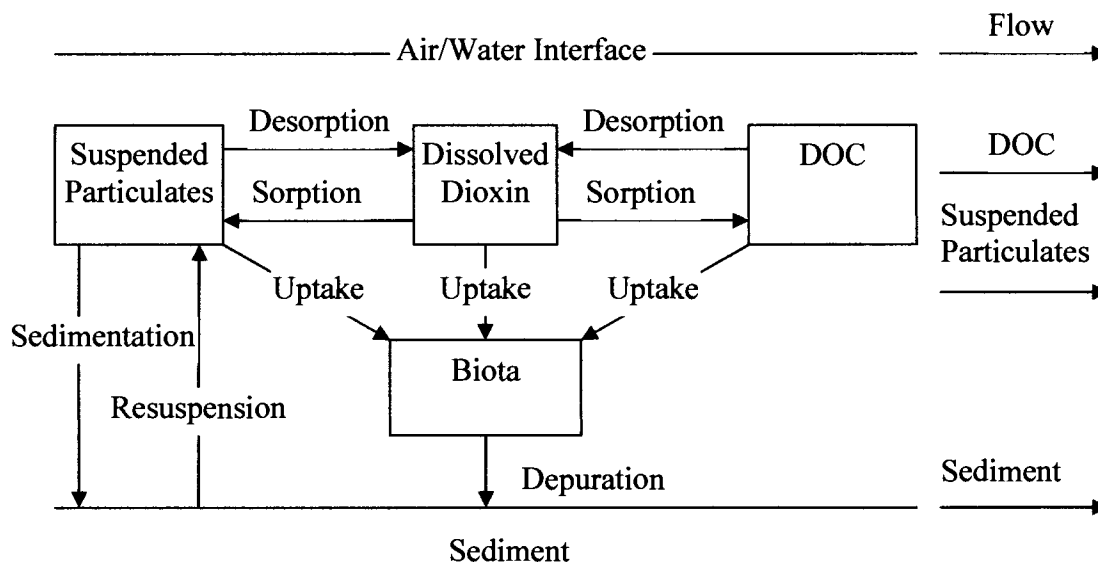 Flow
Air/Water Interface
Desorption
Desorption
Suspended
Particulates
Dissolved
Dioxin
DOC
DOC
Sorption
Sorption
Suspended
Particulates
Uptake
Uptake
Uptake
Sedimentation
Biota
Resuspension
Depuration
Sediment
Sediment